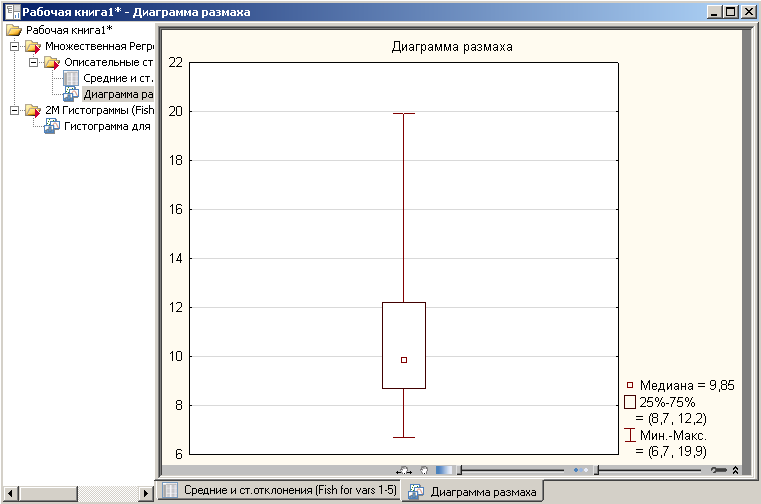 Рабочая книга1* - Диаграмма размаха
Рабочая книга1*
Множественная Регр
Описательные ст
Средние и ст.
Диаграмма ра
2М Гистограммы (Fish
Гистограмма для
Диаграмма размаха
22
20
18
16
14
12
10
8
6
Медиана = 9,85
25%-75%
= (8,7, 12,2)
Мин.-Макс.
= (6,7, 19,9)
Средние и ст.отклонения (Fish for vars 1-5)
Диаграмма размаха